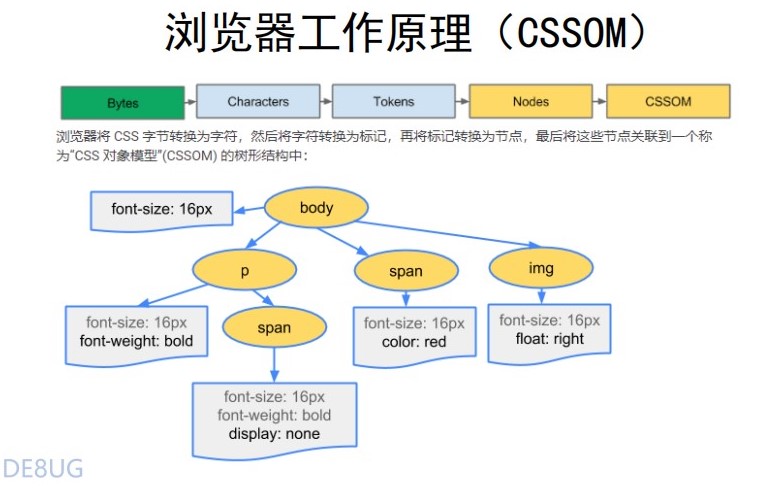 浏览器工作原理（CSSOM）
Bytes
Characters
Tokens
Nodes
CSSOM
浏览器将 CSS 字节转换为字符，然后将字符转换为标记，再将标记转换为节点，最后将这些节点关联到一个称
为“CSS 对象模型”(CSSOM) 的树形结构中：
font-size: 16px
body
p
span
img
font-size: 16px
font-weight: bold
span
font-size: 16px
color: red
font-size: 16px
float: right
font-size: 16px
font-weight: bold
display: none
DE8UG